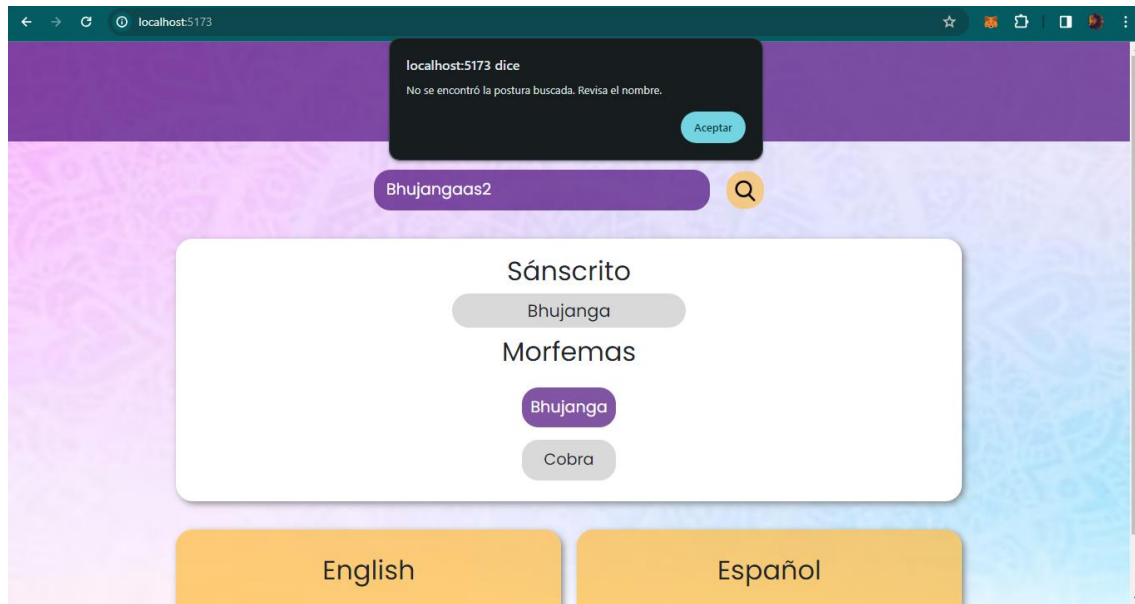 localhost:5173
localhost:5173 dice
No se encontró la postura buscada. Revisa el nombre.
Aceptar
Bhujangaas2
Sánscrito
Bhujanga
Morfemas
Bhujanga
Cobra
English
Español